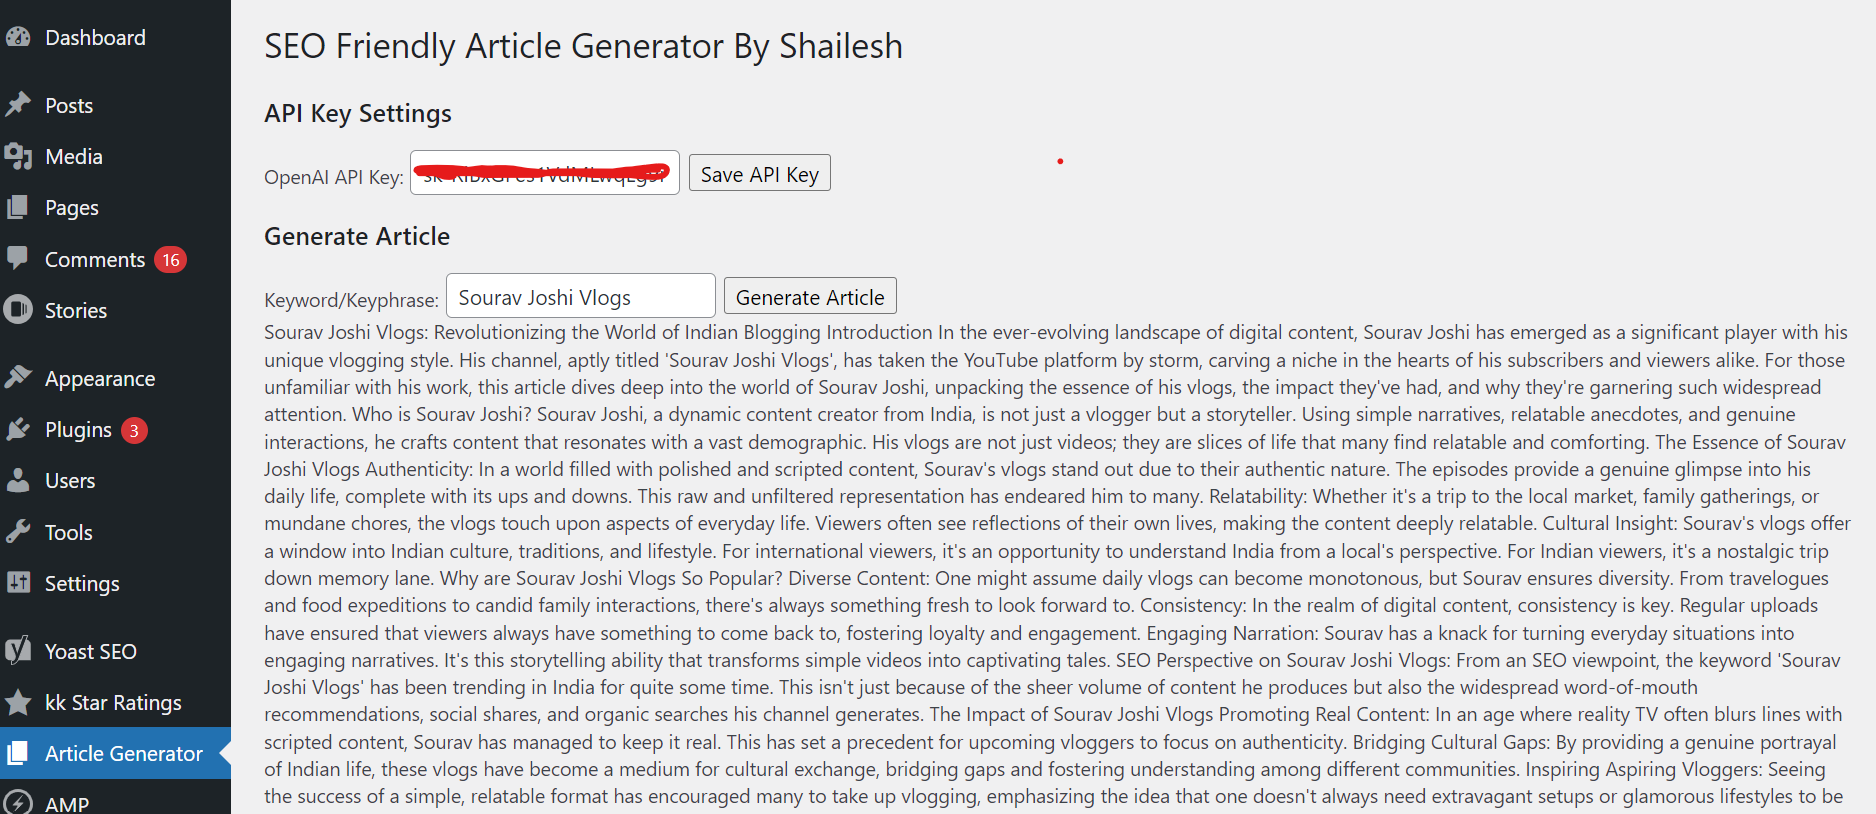 Dashboard
Posts
Media
Pages
Comments 16
Stories
Appearance
Plugins 3
Users
Tools
Settings
Yoast SEO
kk Star Ratings
Article Generator
AMP
SEO Friendly Article Generator By Shailesh
API Key Settings
OpenAI API Key: Save API Key
Generate Article
Keyword/Keyphrase: Sourav Joshi Vlogs Generate Article
Sourav Joshi Vlogs: Revolutionizing the World of Indian Blogging Introduction In the ever-evolving landscape of digital content, Sourav Joshi has emerged as a significant player with his
unique vlogging style. His channel, aptly titled 'Sourav Joshi Vlogs', has taken the YouTube platform by storm, carving a niche in the hearts of his subscribers and viewers alike. For those
unfamiliar with his work, this article dives deep into the world of Sourav Joshi, unpacking the essence of his vlogs, the impact they've had, and why they're garnering such widespread
attention. Who is Sourav Joshi? Sourav Joshi, a dynamic content creator from India, is not just a vlogger but a storyteller. Using simple narratives, relatable anecdotes, and genuine
interactions, he crafts content that resonates with a vast demographic. His vlogs are not just videos; they are slices of life that many find relatable and comforting. The Essence of Sourav
Joshi Vlogs Authenticity: In a world filled with polished and scripted content, Sourav's vlogs stand out due to their authentic nature. The episodes provide a genuine glimpse into his
daily life, complete with its ups and downs. This raw and unfiltered representation has endeared him to many. Relatability: Whether it's a trip to the local market, family gatherings, or
mundane chores, the vlogs touch upon aspects of everyday life. Viewers often see reflections of their own lives, making the content deeply relatable. Cultural Insight: Sourav's vlogs offer
a window into Indian culture, traditions, and lifestyle. For international viewers, it's an opportunity to understand India from a local's perspective. For Indian viewers, it's a nostalgic trip
down memory lane. Why are Sourav Joshi Vlogs So Popular? Diverse Content: One might assume daily vlogs can become monotonous, but Sourav ensures diversity. From travelogues
and food expeditions to candid family interactions, there's always something fresh to look forward to. Consistency: In the realm of digital content, consistency is key. Regular uploads
have ensured that viewers always have something to come back to, fostering loyalty and engagement. Engaging Narration: Sourav has a knack for turning everyday situations into
engaging narratives. It's this storytelling ability that transforms simple videos into captivating tales. SEO Perspective on Sourav Joshi Vlogs: From an SEO viewpoint, the keyword 'Sourav
Joshi Vlogs' has been trending in India for quite some time. This isn't just because of the sheer volume of content he produces but also the widespread word-of-mouth
recommendations, social shares, and organic searches his channel generates. The Impact of Sourav Joshi Vlogs Promoting Real Content: In an age where reality TV often blurs lines with
scripted content, Sourav has managed to keep it real. This has set a precedent for upcoming vloggers to focus on authenticity. Bridging Cultural Gaps: By providing a genuine portrayal
of Indian life, these vlogs have become a medium for cultural exchange, bridging gaps and fostering understanding among different communities. Inspiring Aspiring Vloggers: Seeing
the success of a simple, relatable format has encouraged many to take up vlogging, emphasizing the idea that one doesn't always need extravagant setups or glamorous lifestyles to be